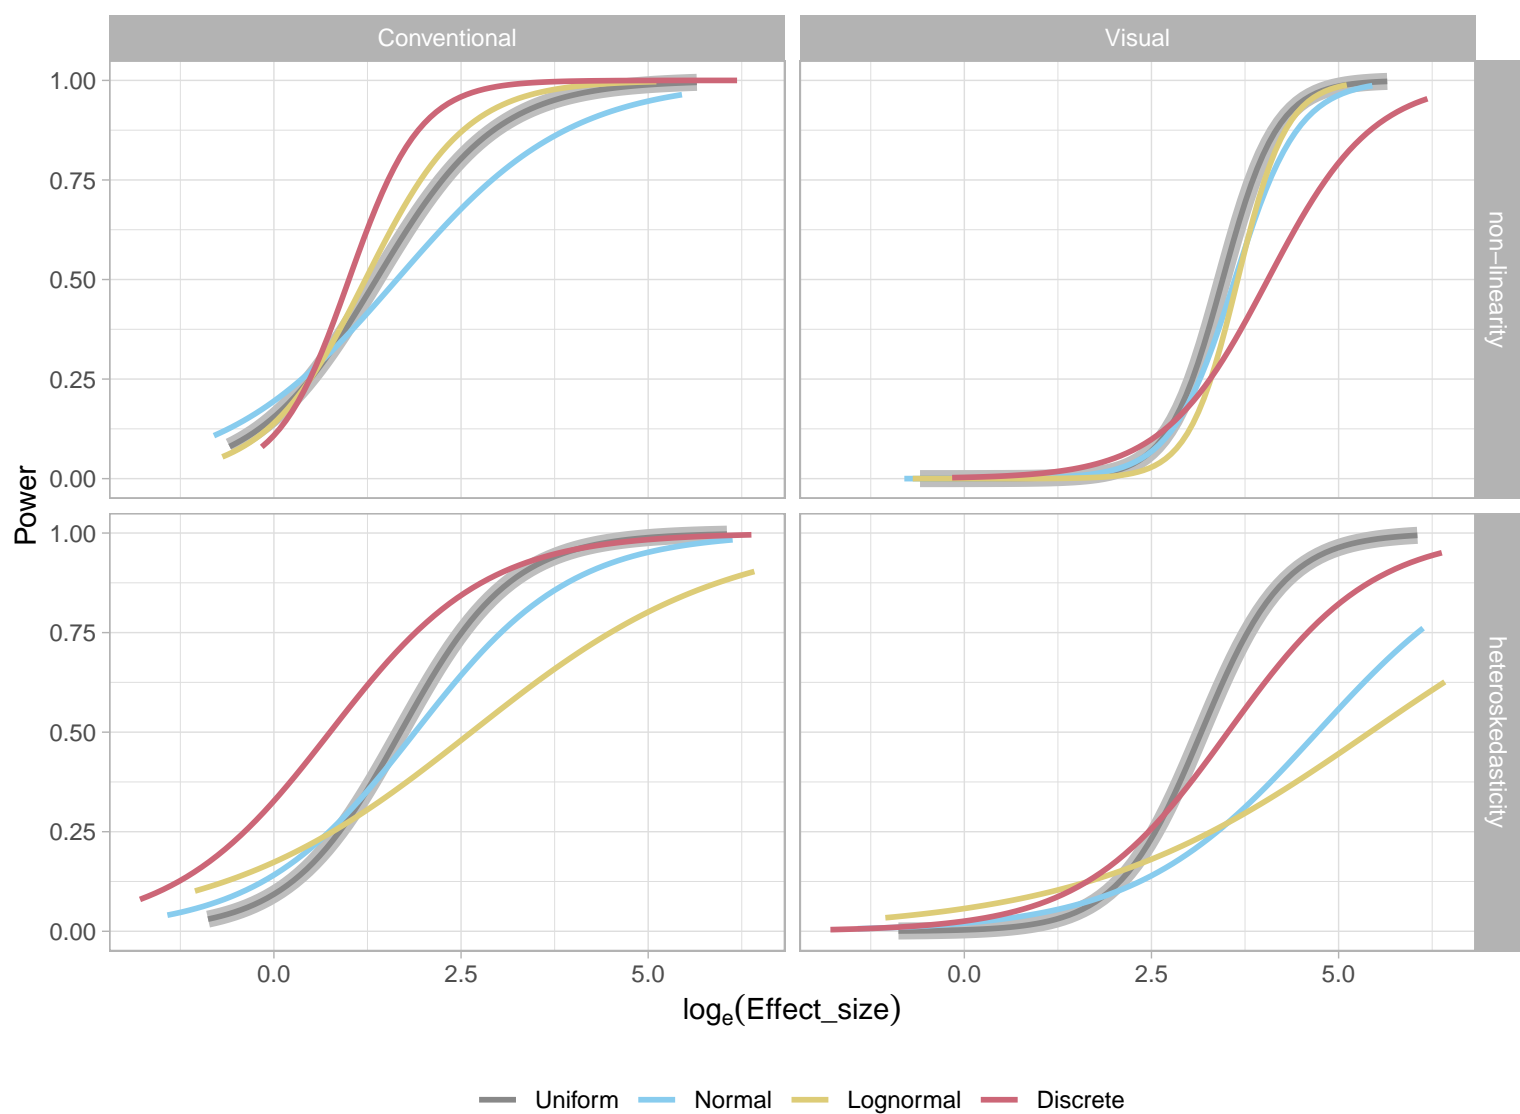 Conventional
Visual
1.00
0.75
0.50
0.25
0.00
non−linearity
Power
1.00
0.75
0.50
0.25
0.00
heteroskedasticity
0.0 2.5 5.0
0.0 2.5 5.0
logₑ(Effect_size)
Uniform Normal Lognormal Discrete